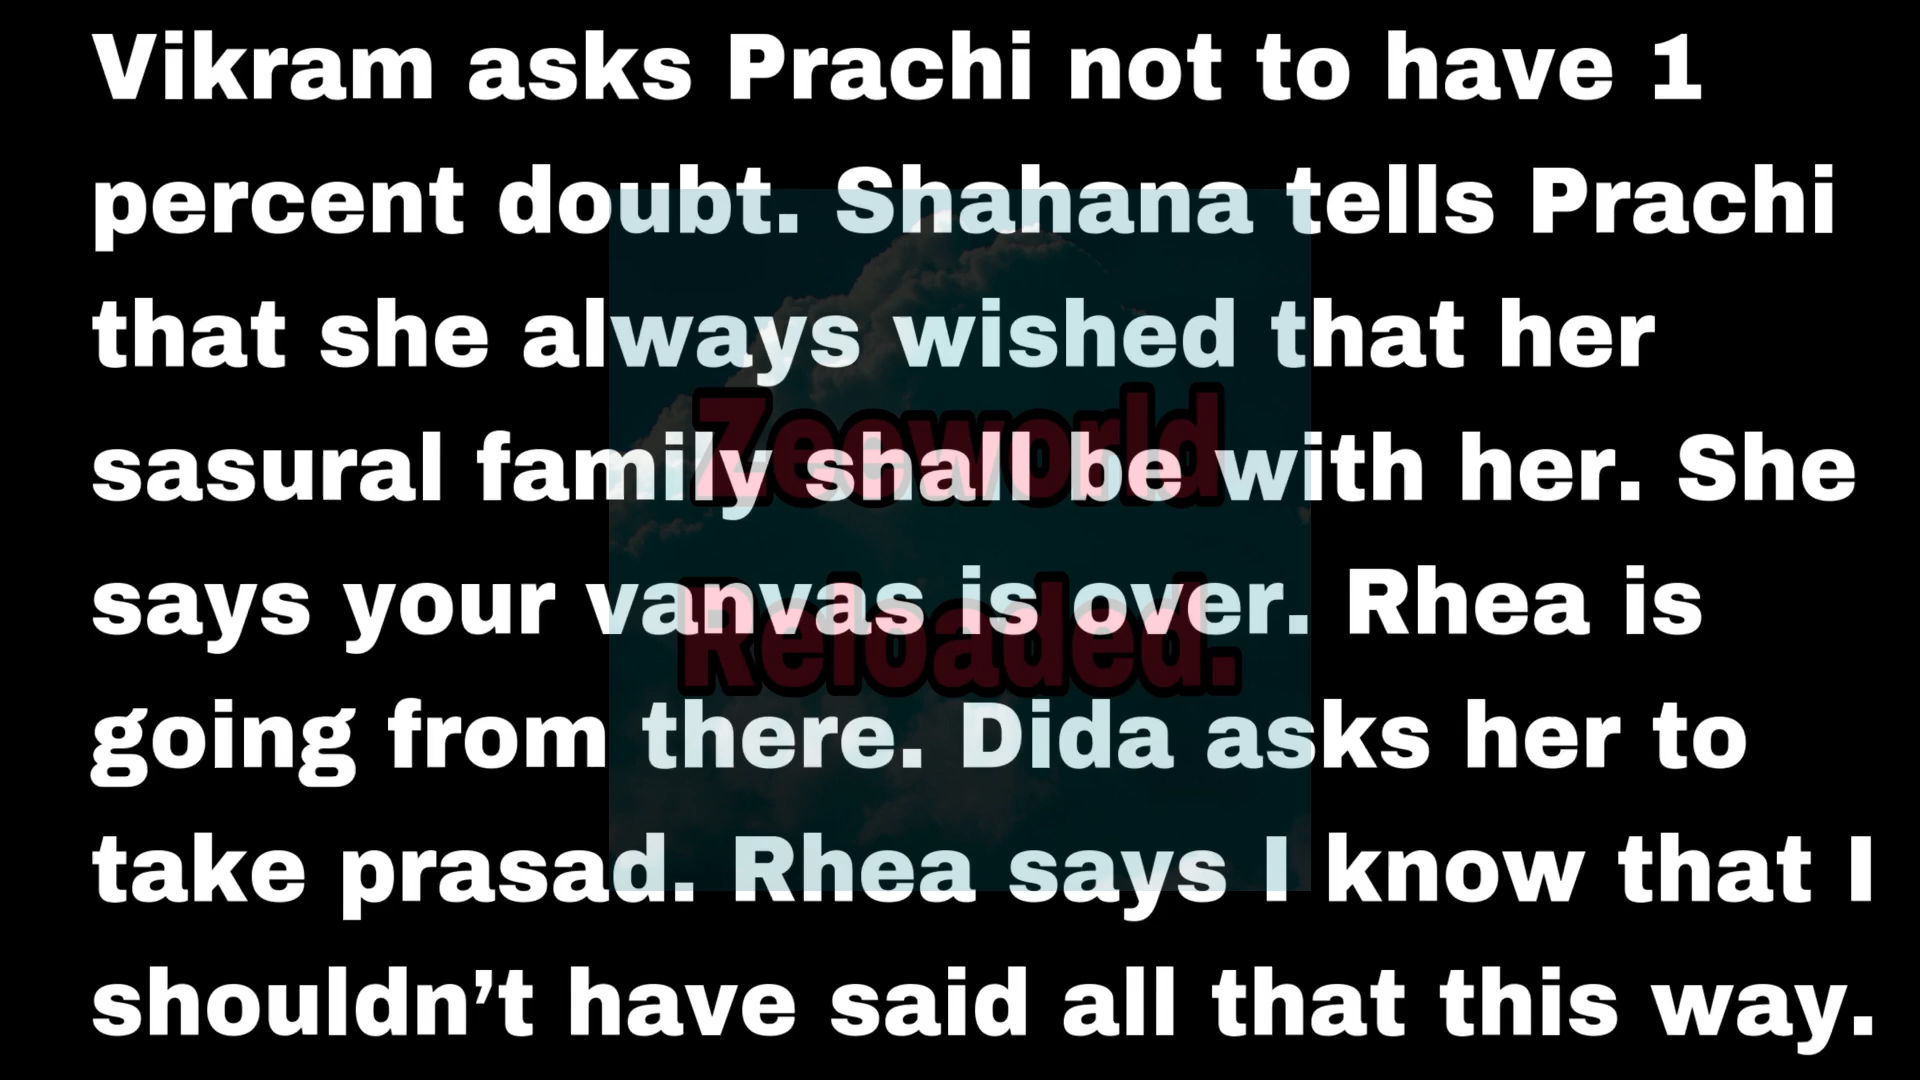 Vikram asks Prachi not to have 1
percent doubt. Shahana tells Prachi
that she always wished that her
sasural family shall be with her. She
says your vanvas is over. Rhea is
going from there. Dida asks her to
take prasad. Rhea says I know that I
shouldn’t have said all that this way.
Zeeworld
Reloaded.